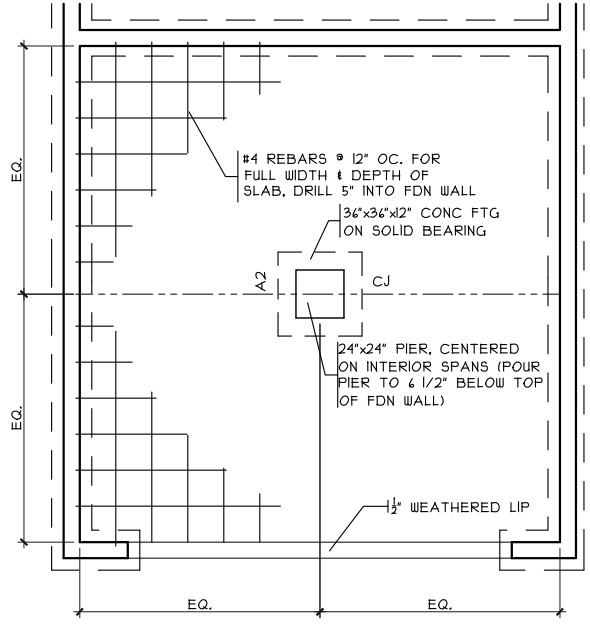 EQ.
#4 REBARS @ 12" OC. FOR
FULL WIDTH & DEPTH OF
SLAB, DRILL 5" INTO FDN WALL
36"x36"x12" CONC FTG
ON SOLID BEARING
A2
CJ
24"x24" PIER, CENTERED
ON INTERIOR SPANS (POUR
PIER TO 6 1/2" BELOW TOP
OF FDN WALL)
EQ.
1/2" WEATHERED LIP
EQ.
EQ.